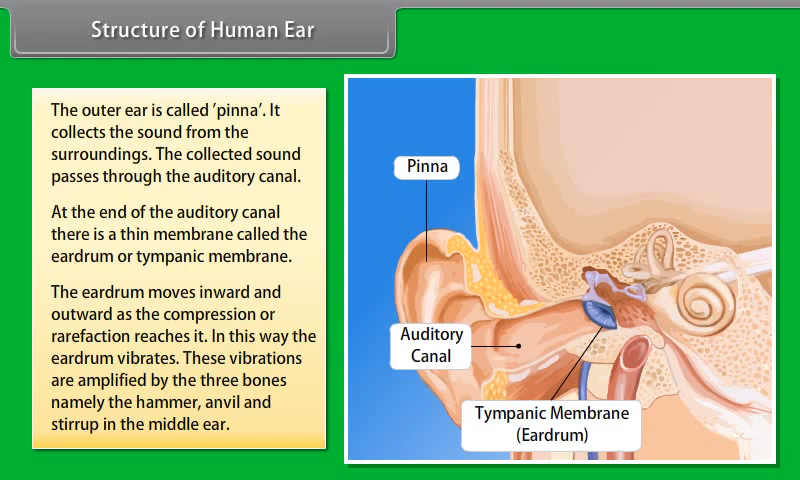 Structure of Human Ear
The outer ear is called 'pinna'. It
collects the sound from the
surroundings. The collected sound
passes through the auditory canal.
At the end of the auditory canal
there is a thin membrane called the
eardrum or tympanic membrane.
The eardrum moves inward and
outward as the compression or
rarefaction reaches it. In this way the
eardrum vibrates. These vibrations
are amplified by the three bones
namely the hammer, anvil and
stirrup in the middle ear.
Pinna
Auditory
Canal
Tympanic Membrane
(Eardrum)